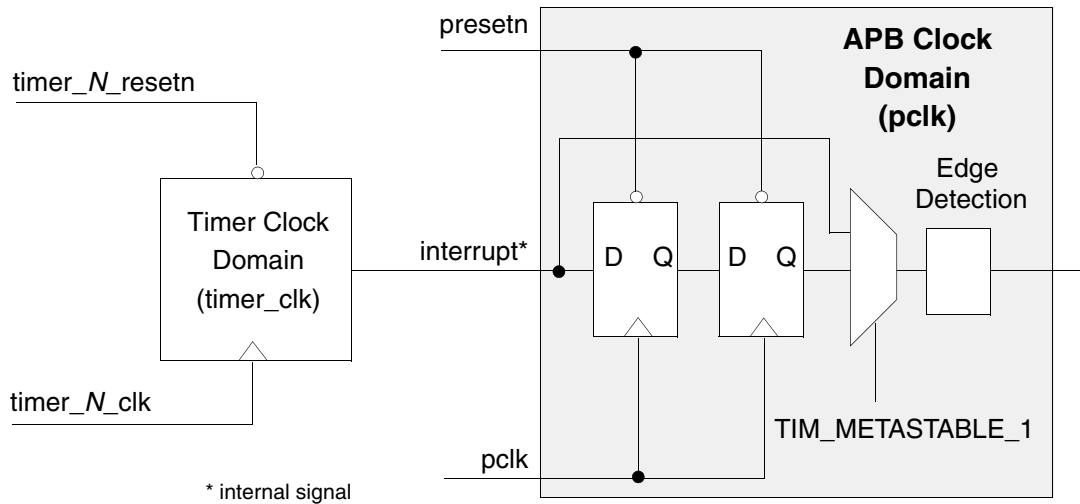 presetn
APB Clock
Domain
(pclk)
timer_N_resetn
Edge
Detection
Timer Clock
Domain
(timer_clk)
interrupt*
D Q
D Q
timer_N_clk
TIM_METASTABLE_1
pclk
* internal signal